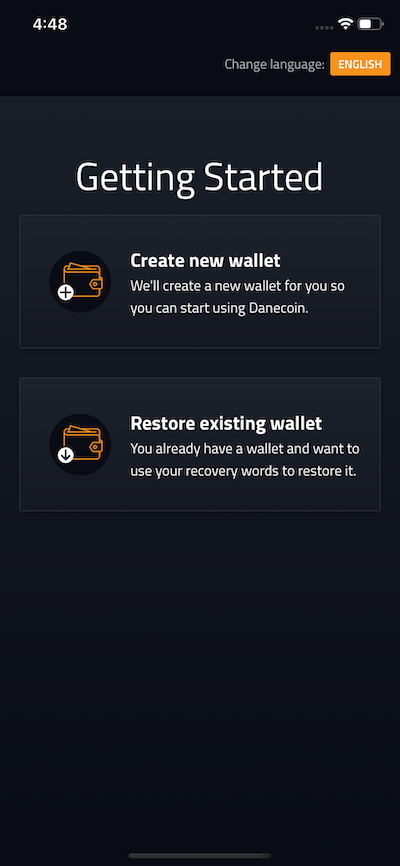 4:48
Change language: ENGLISH
Getting Started
Create new wallet
We'll create a new wallet for you so
you can start using Danecoin.
Restore existing wallet
You already have a wallet and want to
use your recovery words to restore it.